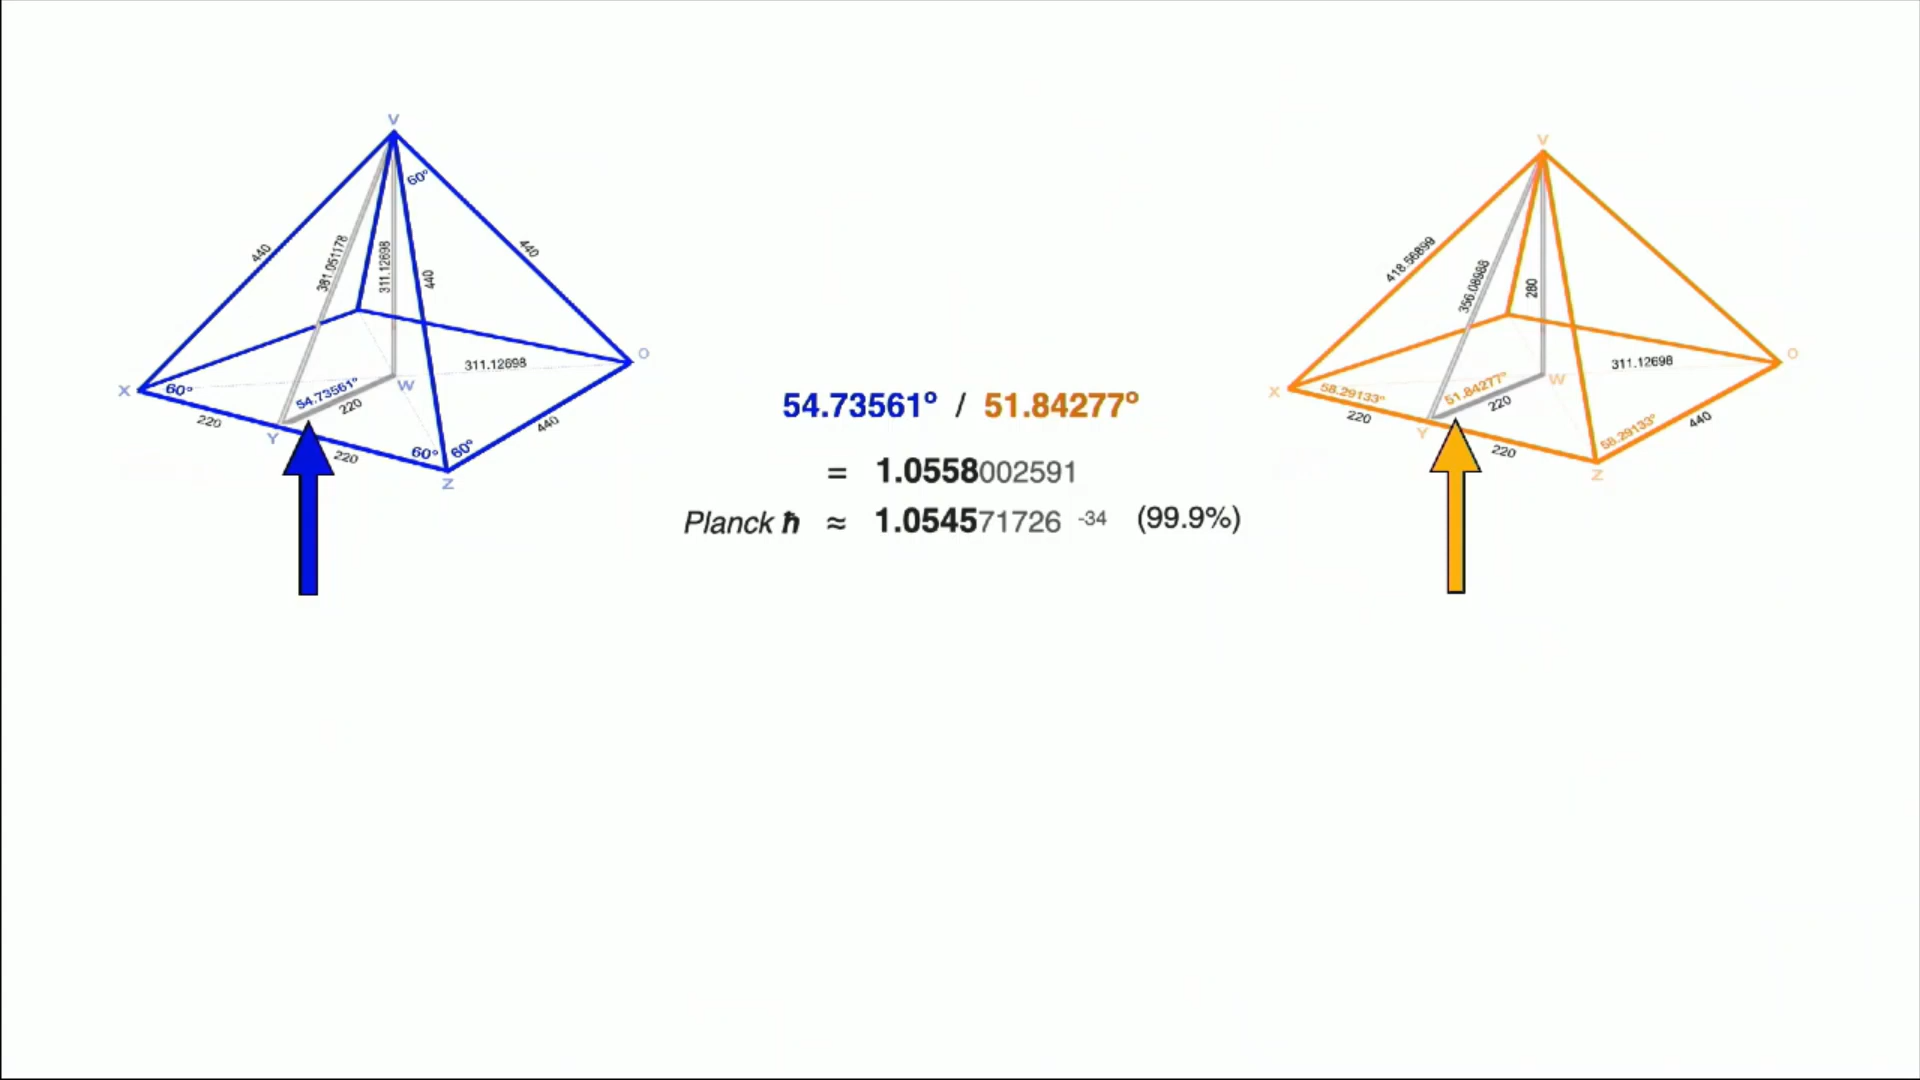 V
60°
440
381.051178
311.12698
440
440
X
60°
54.73561°
220
W
311.12698
O
220
Y
220
60°
60°
440
Z
54.73561° / 51.84277°
= 1.0558002591
Planck ħ ≈ 1.054571726 -34 (99.9%)
V
418.56899
356.08988
280
X
58.29133°
51.84277°
220
W
311.12698
O
220
Y
220
58.29133°
440
Z